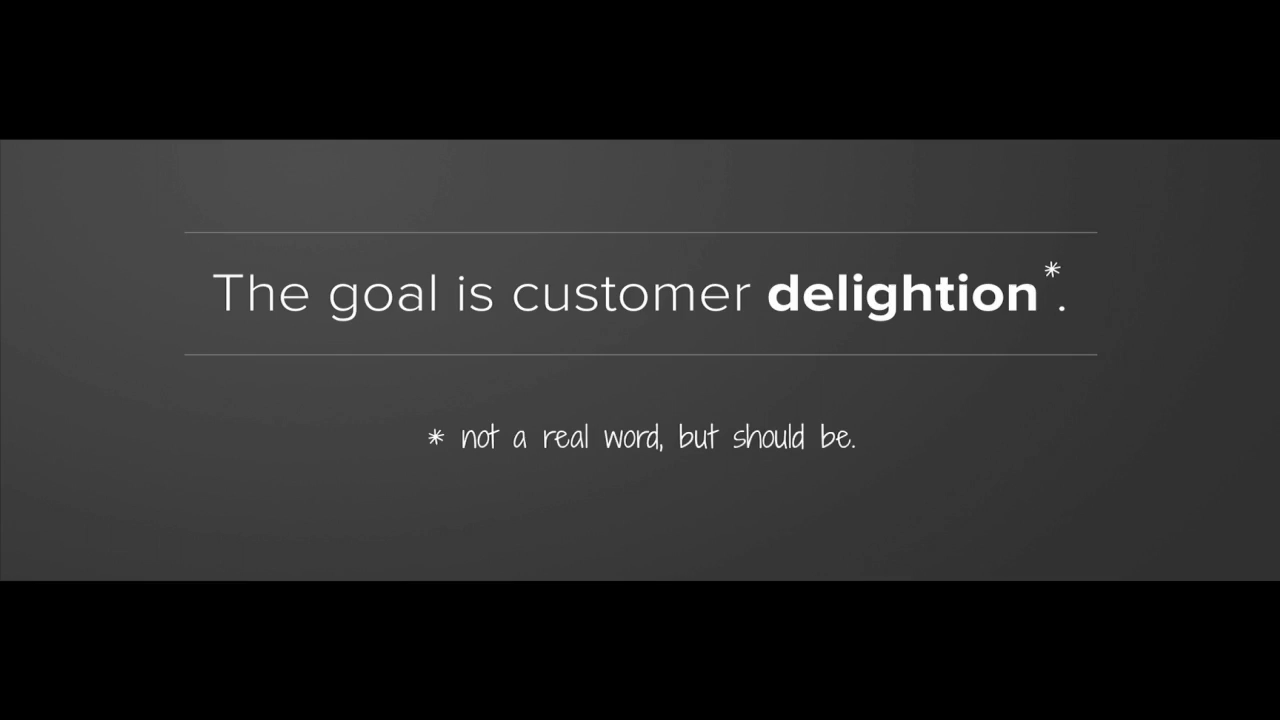 The goal is customer delightion*.
* not a real word, but should be.